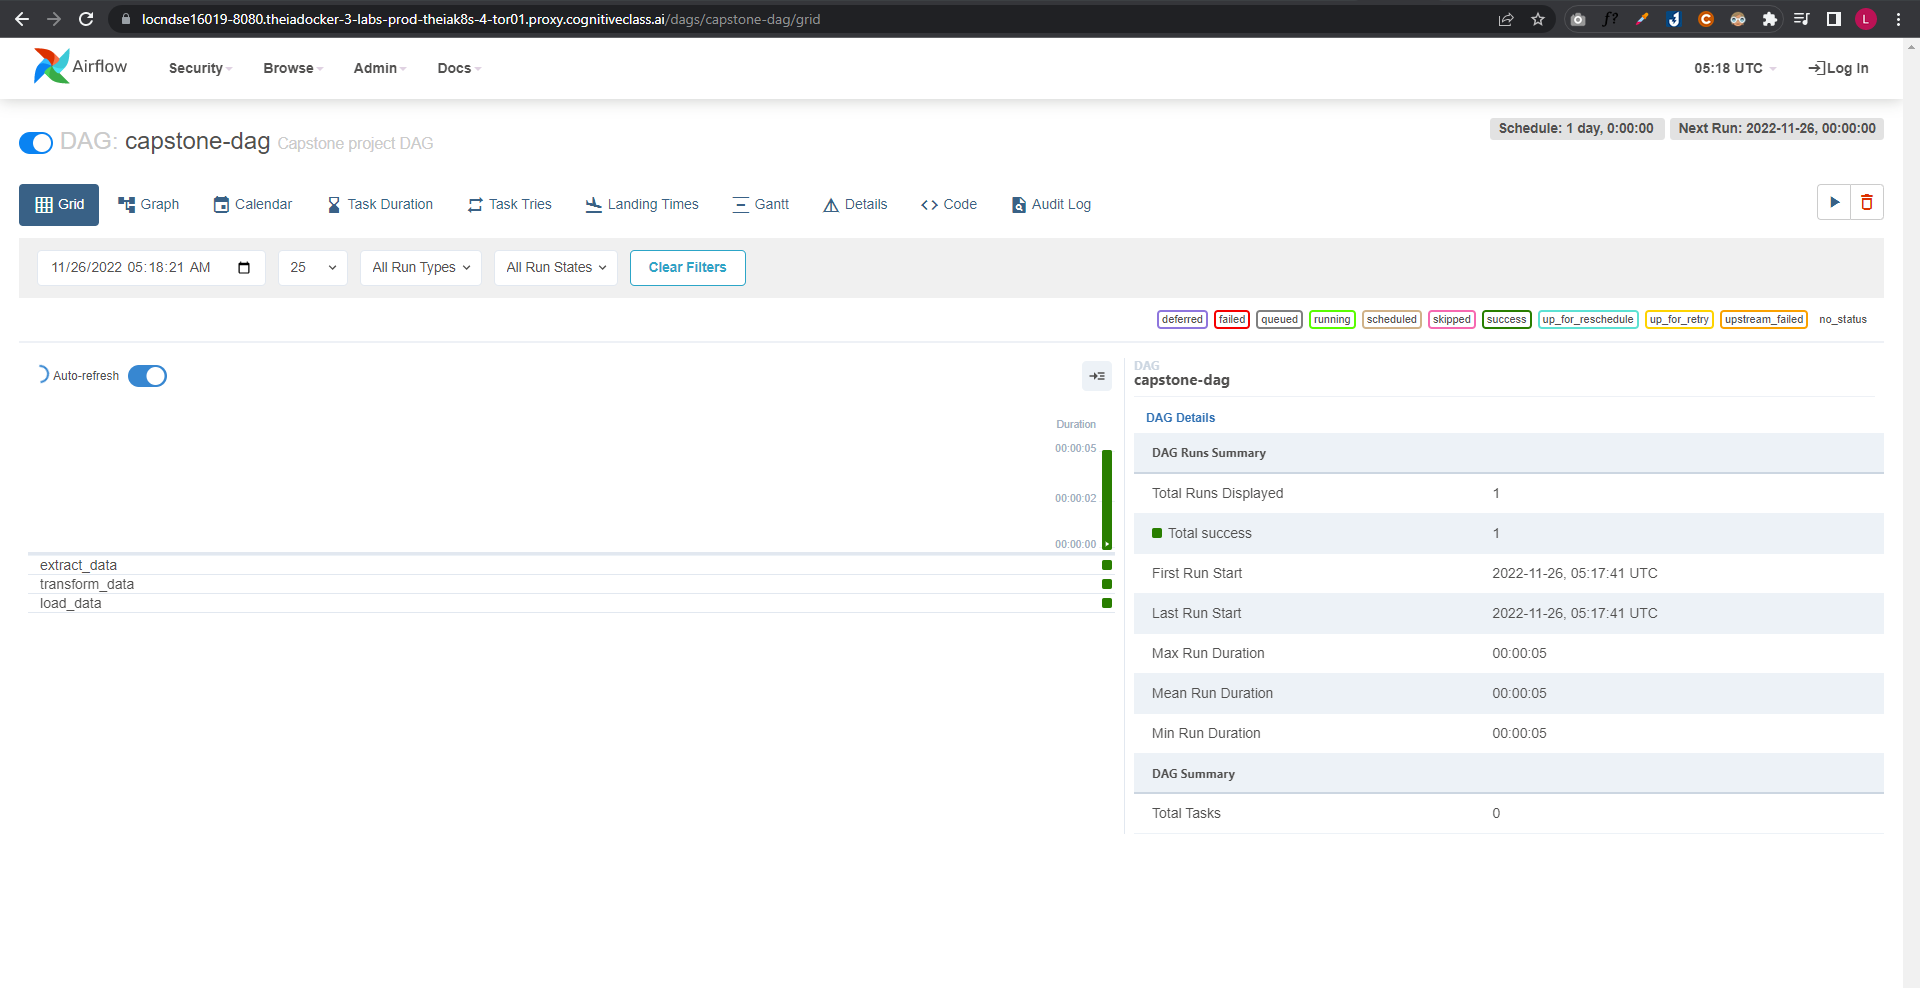 locndse16019-8080.theiadocker-3-labs-prod-theiak8s-4-tor01.proxy.cognitiveclass.ai/dags/capstone-dag/grid
f?
J
C
L
Airflow
Security
Browse
Admin
Docs
05:18 UTC
Log In
DAG: capstone-dag Capstone project DAG
Schedule: 1 day, 0:00:00
Next Run: 2022-11-26, 00:00:00
Grid
Graph
Calendar
Task Duration
Task Tries
Landing Times
Gantt
Details
Code
Audit Log
11/26/2022 05:18:21 AM
25
All Run Types
All Run States
Clear Filters
deferred
failed
queued
running
scheduled
skipped
success
up_for_reschedule
up_for_retry
upstream_failed
no_status
Auto-refresh
Duration
00:00:05
00:00:02
00:00:00
extract_data
transform_data
load_data
DAG
capstone-dag
DAG Details
DAG Runs Summary
Total Runs Displayed 1
Total success 1
First Run Start 2022-11-26, 05:17:41 UTC
Last Run Start 2022-11-26, 05:17:41 UTC
Max Run Duration 00:00:05
Mean Run Duration 00:00:05
Min Run Duration 00:00:05
DAG Summary
Total Tasks 0